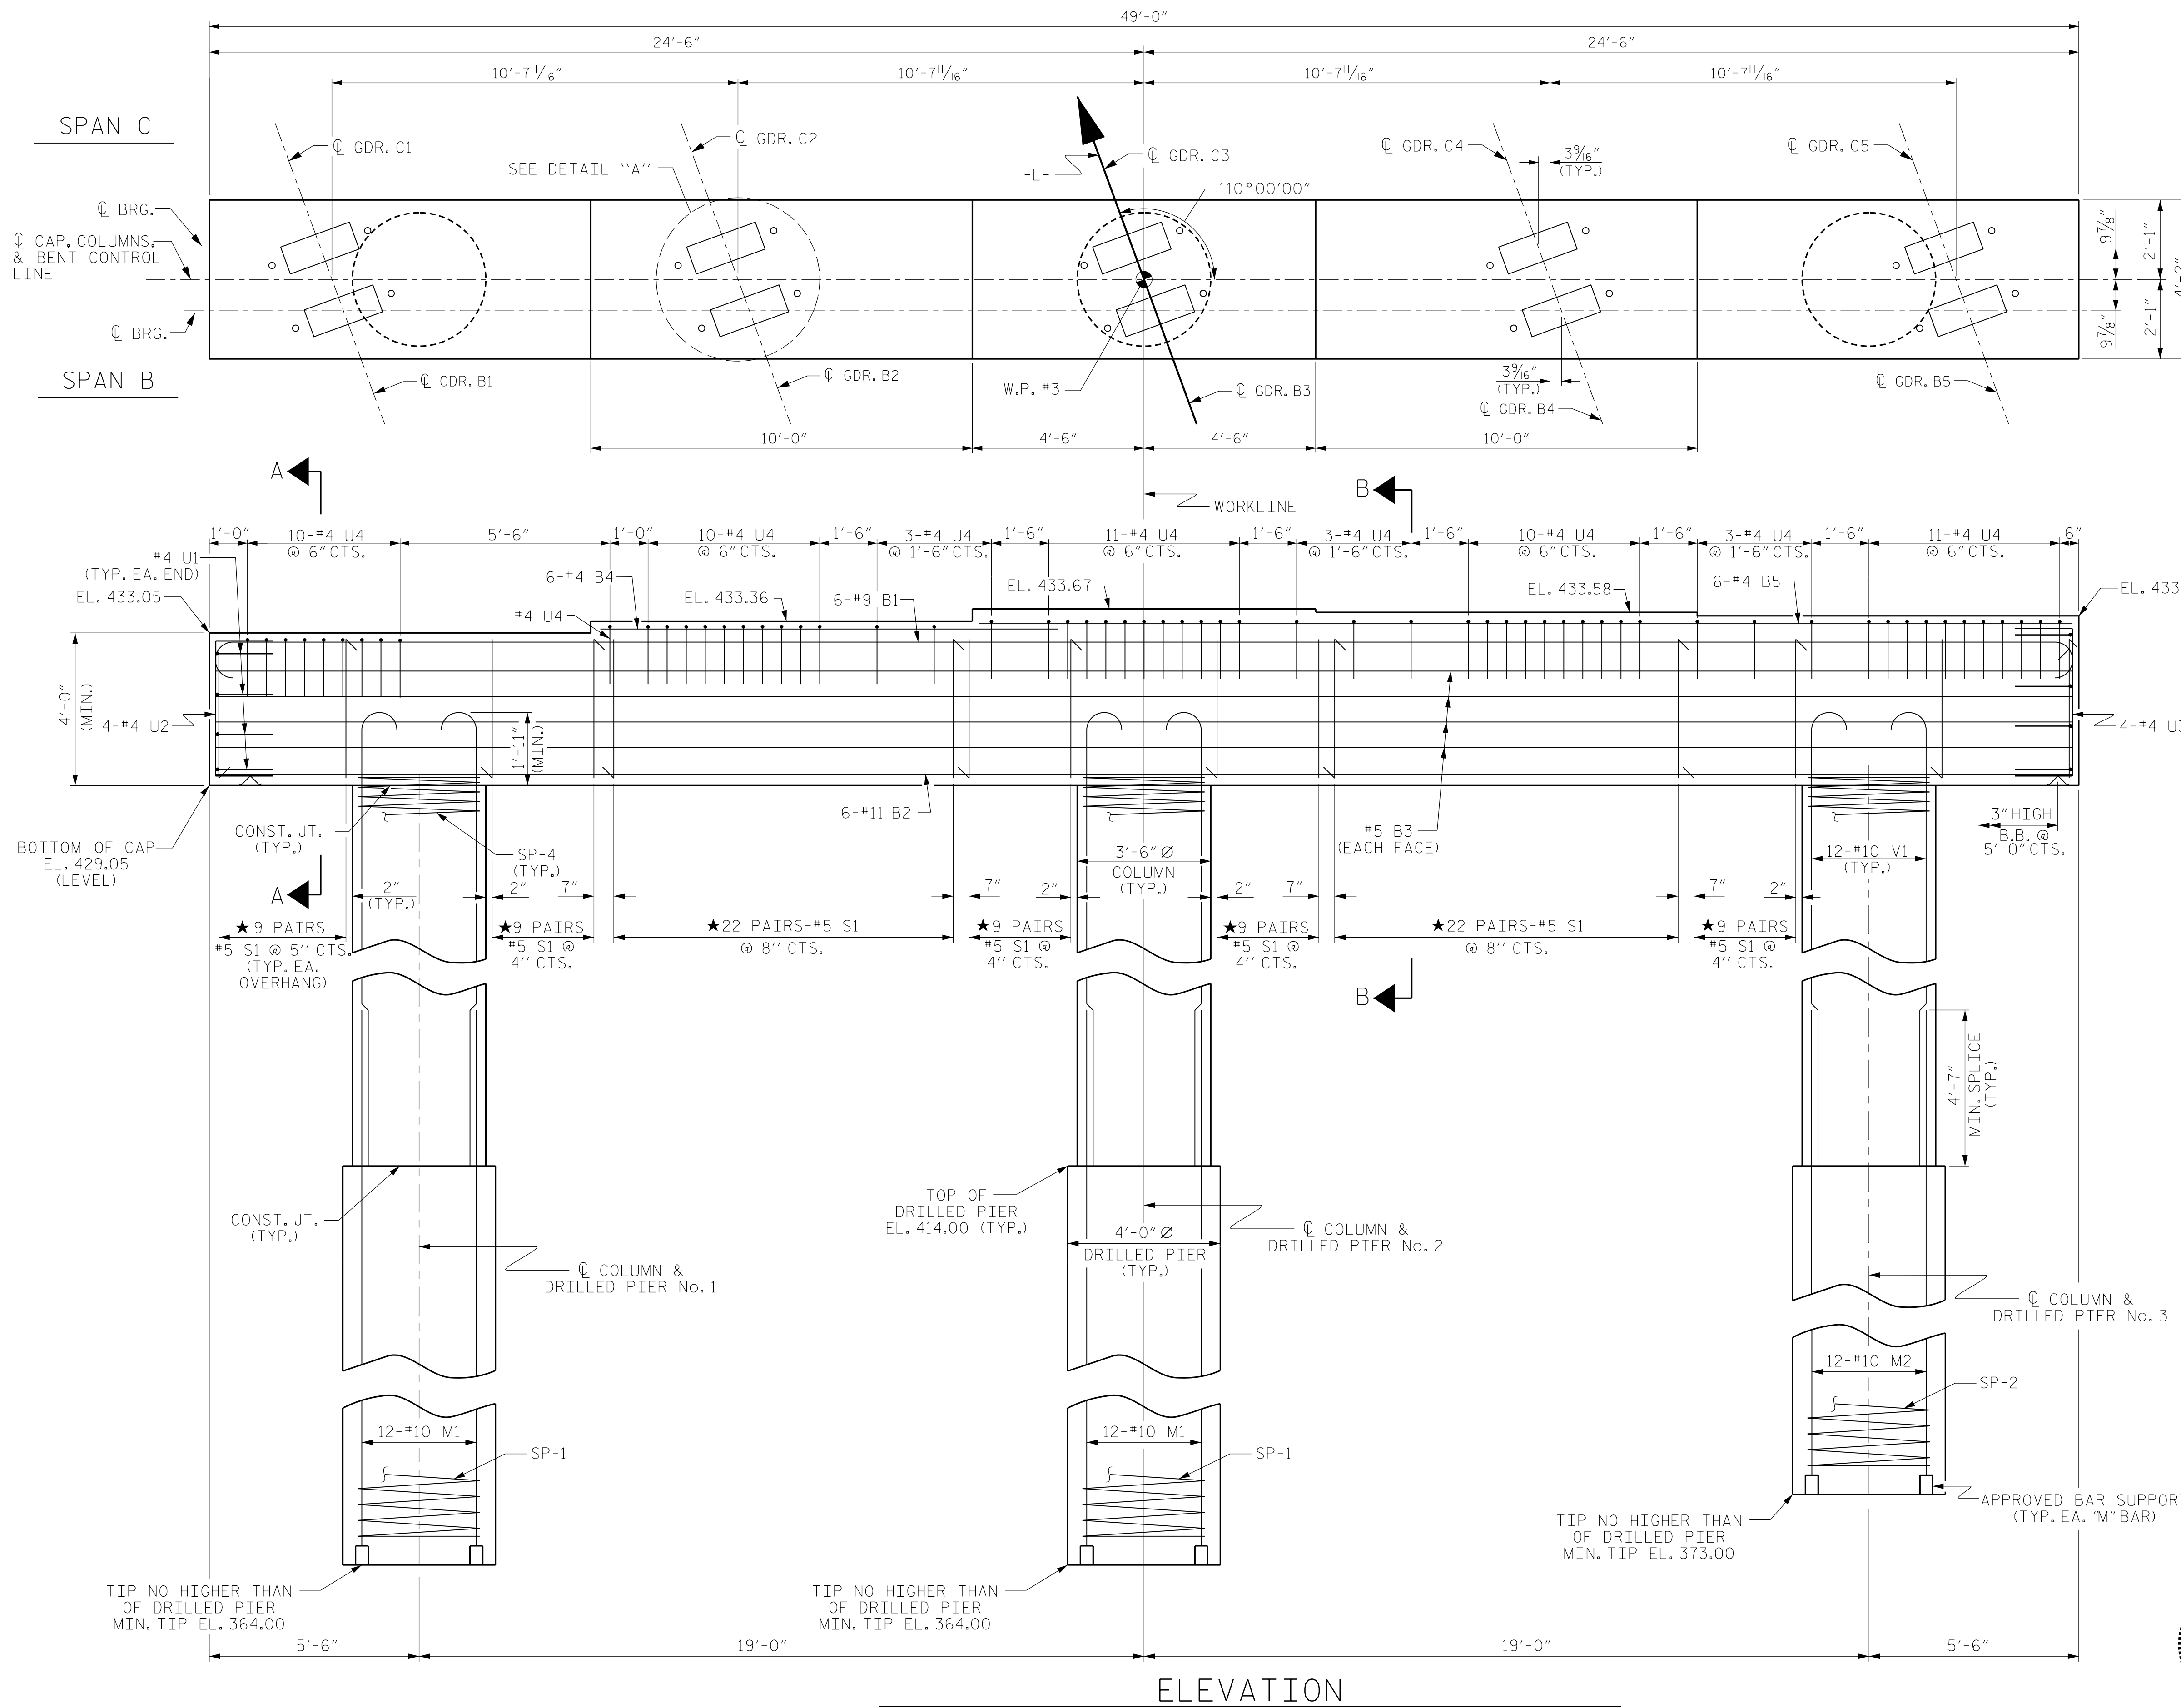 49'-0"
24'-6"
24'-6"
10'-7 11/16"
10'-7 11/16"
10'-7 11/16"
10'-7 11/16"
SPAN C
℄ GDR. C1
℄ GDR. C2
℄ GDR. C3
℄ GDR. C4
℄ GDR. C5
SEE DETAIL "A"
-L-
110°00'00"
3 9/16"
(TYP.)
℄ BRG.
℄ CAP, COLUMNS,
& BENT CONTROL
LINE
℄ BRG.
9 7/8"
9 7/8"
2'-1"
2'-1"
4'-2"
SPAN B
℄ GDR. B1
℄ GDR. B2
W.P. #3
℄ GDR. B3
3 9/16"
(TYP.)
℄ GDR. B4
℄ GDR. B5
10'-0"
4'-6"
4'-6"
10'-0"
A
B
WORKLINE
1'-0"
10-#4 U4
@ 6" CTS.
5'-6"
1'-0"
10-#4 U4
@ 6" CTS.
1'-6"
3-#4 U4
@ 1'-6" CTS.
1'-6"
11-#4 U4
@ 6" CTS.
1'-6"
3-#4 U4
@ 1'-6" CTS.
1'-6"
10-#4 U4
@ 6" CTS.
1'-6"
3-#4 U4
@ 1'-6" CTS.
1'-6"
11-#4 U4
@ 6" CTS.
6"
#4 U1
(TYP. EA. END)
EL. 433.05
6-#4 B4
#4 U4
EL. 433.36
6-#9 B1
EL. 433.67
EL. 433.58
6-#4 B5
EL. 433
4'-0"
(MIN.)
4-#4 U2
1'-11"
(MIN.)
4-#4 U3
6-#11 B2
#5 B3
(EACH FACE)
CONST. JT.
(TYP.)
BOTTOM OF CAP
EL. 429.05
(LEVEL)
SP-4
(TYP.)
3'-6" Ø
COLUMN
(TYP.)
12-#10 V1
(TYP.)
3" HIGH
B.B. @
5'-0" CTS.
A
2"
(TYP.)
2"
7"
7"
2"
2"
7"
7"
2"
★9 PAIRS
#5 S1 @ 5'' CTS.
(TYP. EA.
OVERHANG)
★9 PAIRS
#5 S1 @
4'' CTS.
★22 PAIRS-#5 S1
@ 8'' CTS.
★9 PAIRS
#5 S1 @
4'' CTS.
★9 PAIRS
#5 S1 @
4'' CTS.
★22 PAIRS-#5 S1
@ 8'' CTS.
★9 PAIRS
#5 S1 @
4'' CTS.
B
4'-7"
MIN. SPLICE
(TYP.)
CONST. JT.
(TYP.)
TOP OF
DRILLED PIER
EL. 414.00 (TYP.)
4'-0" Ø
DRILLED PIER
(TYP.)
℄ COLUMN &
DRILLED PIER No. 1
℄ COLUMN &
DRILLED PIER No. 2
℄ COLUMN &
DRILLED PIER No. 3
12-#10 M2
SP-2
12-#10 M1
SP-1
12-#10 M1
SP-1
APPROVED BAR SUPPOR
(TYP. EA. "M" BAR)
TIP NO HIGHER THAN
OF DRILLED PIER
MIN. TIP EL. 373.00
TIP NO HIGHER THAN
OF DRILLED PIER
MIN. TIP EL. 364.00
TIP NO HIGHER THAN
OF DRILLED PIER
MIN. TIP EL. 364.00
5'-6"
19'-0"
19'-0"
5'-6"
ELEVATION